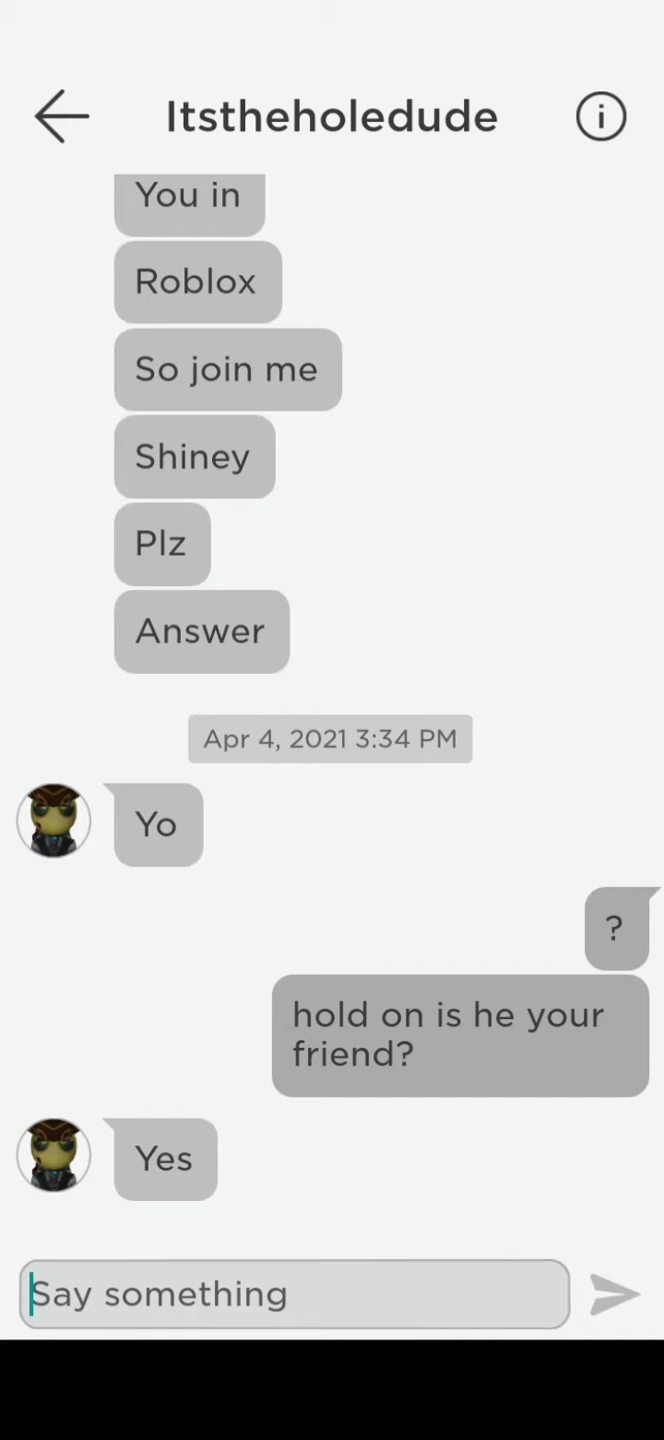 Itstheholedude
You in
Roblox
So join me
Shiney
Plz
Answer
Apr 4, 2021 3:34 PM
Yo
?
hold on is he your
friend?
Yes
Say something